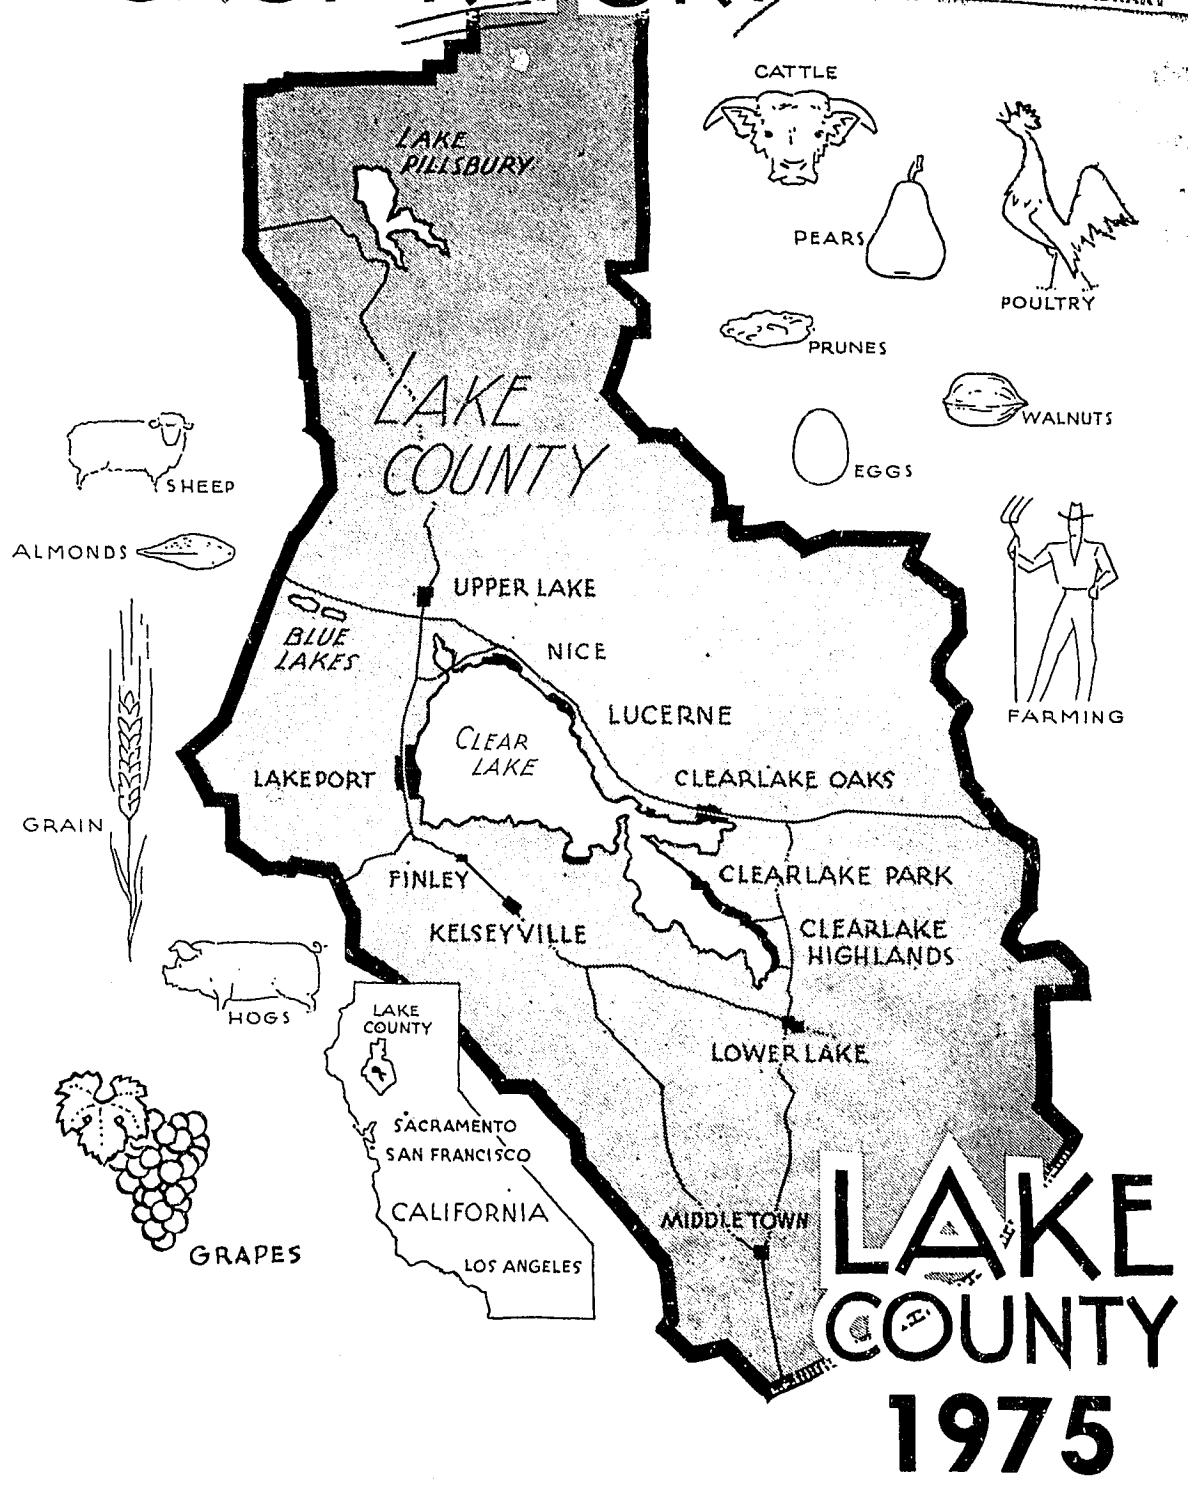 LAKE
PILLSBURY
CATTLE
PEARS
POULTRY
PRUNES
WALNUTS
EGGS
LAKE
COUNTY
SHEEP
ALMONDS
UPPER LAKE
BLUE
LAKES
NICE
LUCERNE
FARMING
CLEAR
LAKE
LAKEPORT
CLEARLAKE OAKS
GRAIN
FINLEY
CLEARLAKE PARK
KELSEYVILLE
CLEARLAKE
HIGHLANDS
HOGS
LOWER LAKE
LAKE
COUNTY
SACRAMENTO
SAN FRANCISCO
CALIFORNIA
LOS ANGELES
GRAPES
MIDDLETOWN
LAKE
COUNTY
1975